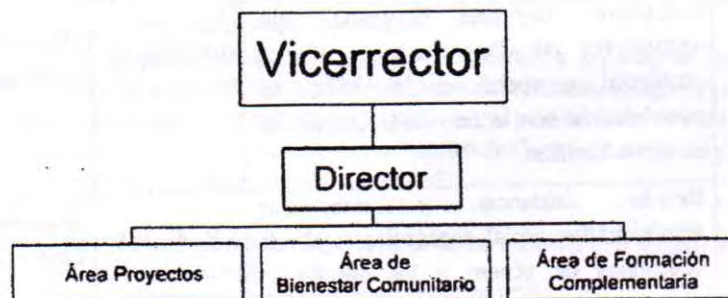 Vicerrector
Director
Área Proyectos
Área de
Bienestar Comunitario
Área de Formación
Complementaria